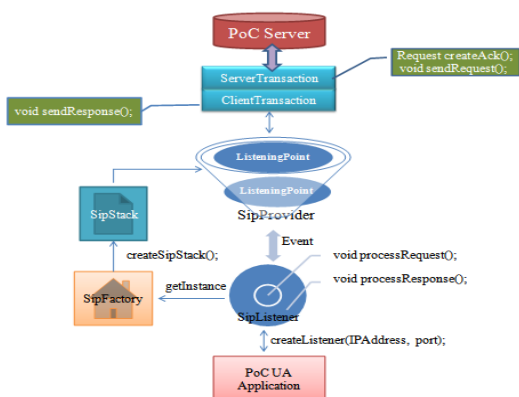 PoC Server
Request createAck();
void sendRequest();
ServerTransaction
ClientTransaction
void sendResponse();
ListeningPoint
ListeningPoint
SipProvider
SipStack
Event
createSipStack();
void processRequest();
void processResponse();
getInstance
SipFactory
SipListener
createListener(IPAddress, port);
PoC UA
Application